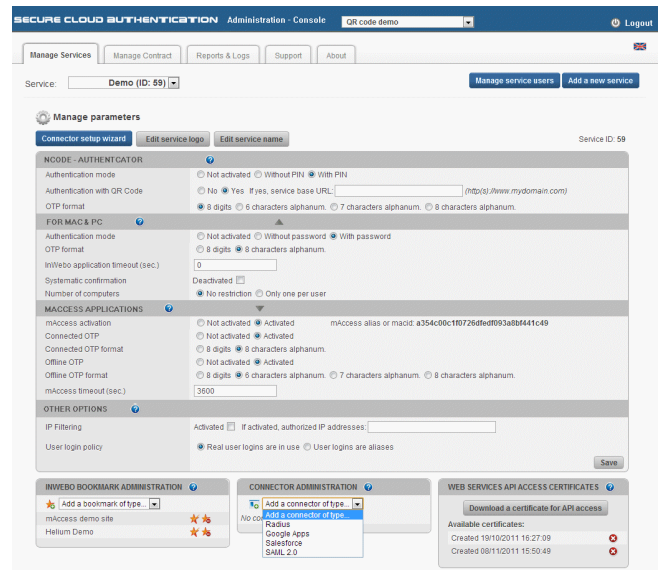 SECURE CLOUD AUTHENTICATION Administration - Console QR code demo Logout
Manage Services Manage Contract Reports & Logs Support About
Service: Demo (ID: 59) Manage service users Add a new service
Manage parameters
Connector setup wizard Edit service logo Edit service name Service ID: 59
NCODE - AUTHENTCATOR
Authentication mode Not activated Without PIN With PIN
Authentication with QR Code No Yes If yes, service base URL: (http(s)://www.mydomain.com)
OTP format 8 digits 6 characters alphanum. 7 characters alphanum. 8 characters alphanum.
FOR MAC & PC
Authentication mode Not activated Without password With password
OTP format 8 digits 8 characters alphanum.
InWebo application timeout (sec.) 0
Systematic confirmation Deactivated
Number of computers No restriction Only one per user
MACCESS APPLICATIONS
mAccess activation Not activated Activated mAccess alias or macid: a354c00c1f0726dfedf093a8bf441c49
Connected OTP Not activated Activated
Connected OTP format 8 digits 8 characters alphanum.
Offline OTP Not activated Activated
Offline OTP format 8 digits 6 characters alphanum. 7 characters alphanum. 8 characters alphanum.
mAccess timeout (sec.) 3600
OTHER OPTIONS
IP Filtering Activated If activated, authorized IP addresses:
User login policy Real user logins are in use User logins are aliases
Save
INWEBO BOOKMARK ADMINISTRATION
Add a bookmark of type...
mAccess demo site
Helium Demo
CONNECTOR ADMINISTRATION
Add a connector of type...
No co
Add a connector of type...
Radius
Google Apps
Salesforce
SAML 2.0
WEB SERVICES API ACCESS CERTIFICATES
Download a certificate for API access
Available certificates:
Created 19/10/2011 16:27:09
Created 08/11/2011 15:50:49